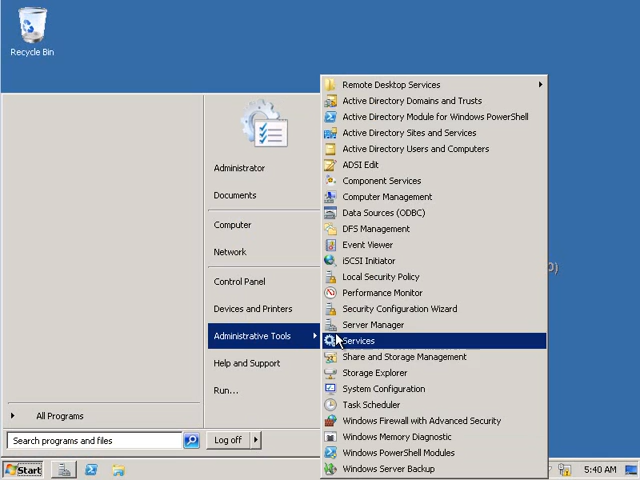 Recycle Bin
Administrator
Documents
Computer
Network
Control Panel
Devices and Printers
Administrative Tools
Help and Support
Run...
All Programs
Search programs and files
Log off
Remote Desktop Services
Active Directory Domains and Trusts
Active Directory Module for Windows PowerShell
Active Directory Sites and Services
Active Directory Users and Computers
ADSI Edit
Component Services
Computer Management
Data Sources (ODBC)
DFS Management
Event Viewer
iSCSI Initiator
Local Security Policy
Performance Monitor
Security Configuration Wizard
Server Manager
Services
Share and Storage Management
Storage Explorer
System Configuration
Task Scheduler
Windows Firewall with Advanced Security
Windows Memory Diagnostic
Windows PowerShell Modules
Windows Server Backup
0)
Start
5:40 AM